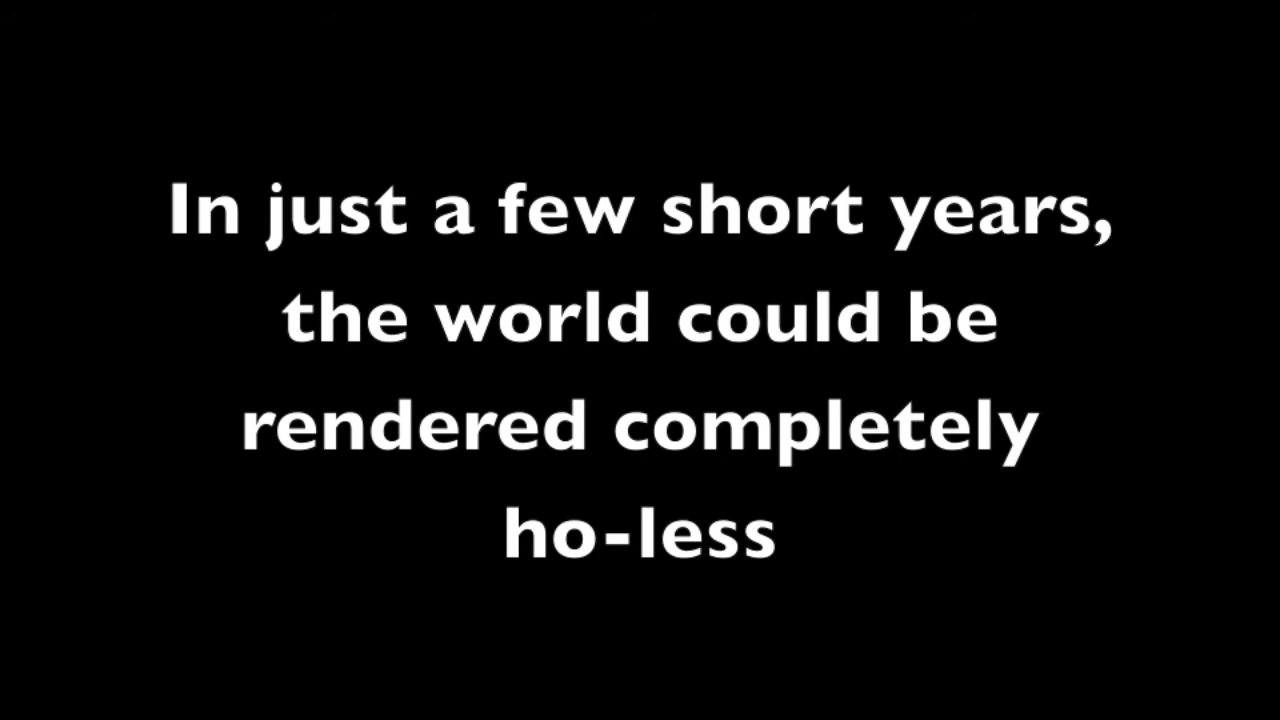 In just a few short years,
the world could be
rendered completely
ho-less